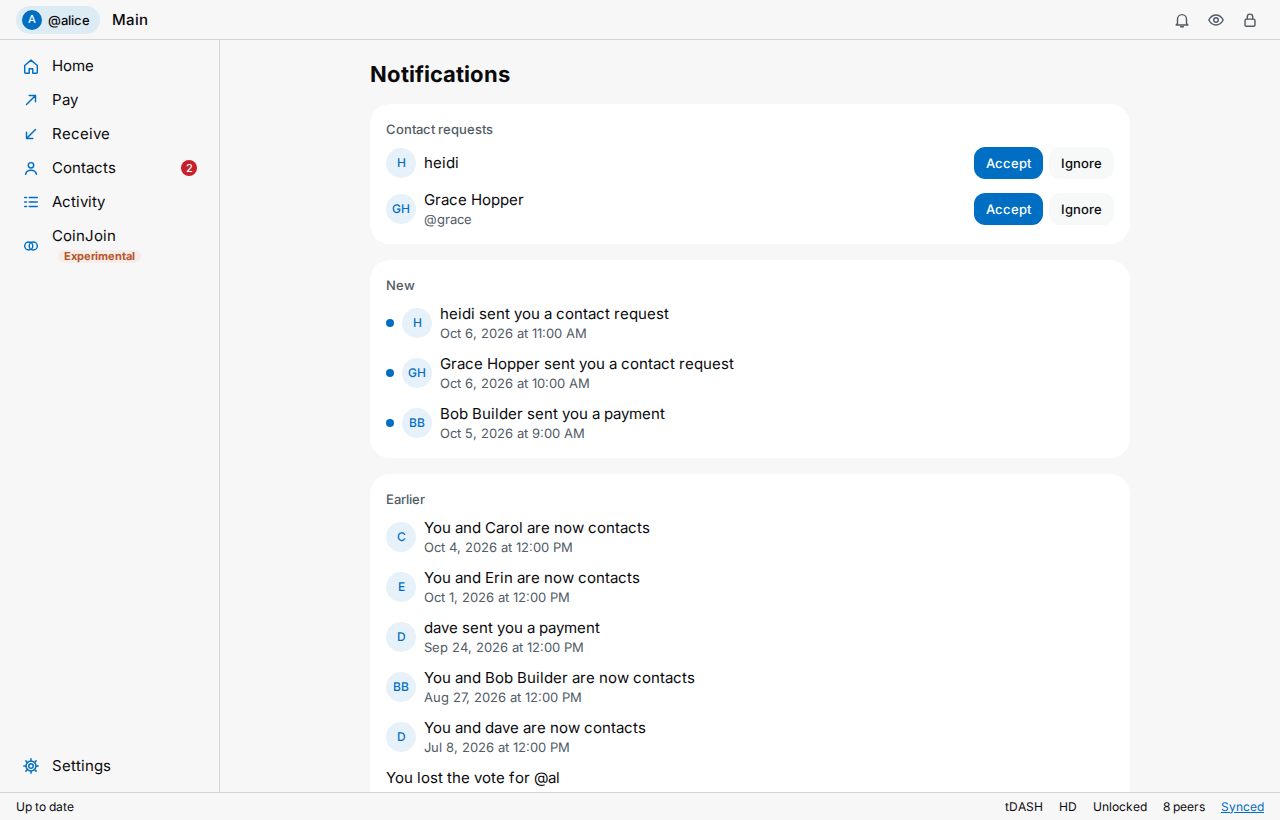 A @alice Main
Home
Pay
Receive
Contacts 2
Activity
CoinJoin
Experimental
Settings
Notifications
Contact requests
H heidi Accept Ignore
GH Grace Hopper
@grace
Accept Ignore
New
H heidi sent you a contact request
Oct 6, 2026 at 11:00 AM
GH Grace Hopper sent you a contact request
Oct 6, 2026 at 10:00 AM
BB Bob Builder sent you a payment
Oct 5, 2026 at 9:00 AM
Earlier
C You and Carol are now contacts
Oct 4, 2026 at 12:00 PM
E You and Erin are now contacts
Oct 1, 2026 at 12:00 PM
D dave sent you a payment
Sep 24, 2026 at 12:00 PM
BB You and Bob Builder are now contacts
Aug 27, 2026 at 12:00 PM
D You and dave are now contacts
Jul 8, 2026 at 12:00 PM
You lost the vote for @al
Up to date tDASH HD Unlocked 8 peers Synced